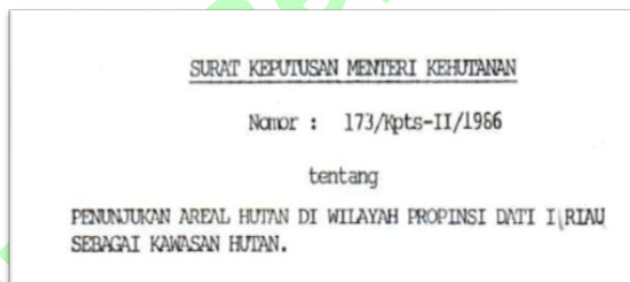 SURAT KEPUTUSAN MENTERI KEHUTANAN
Nomor : 173/Kpts-II/1986
tentang
PENUNJUKAN AREAL HUTAN DI WILAYAH PROPINSI DATI I RIAU
SEBAGAI KAWASAN HUTAN.